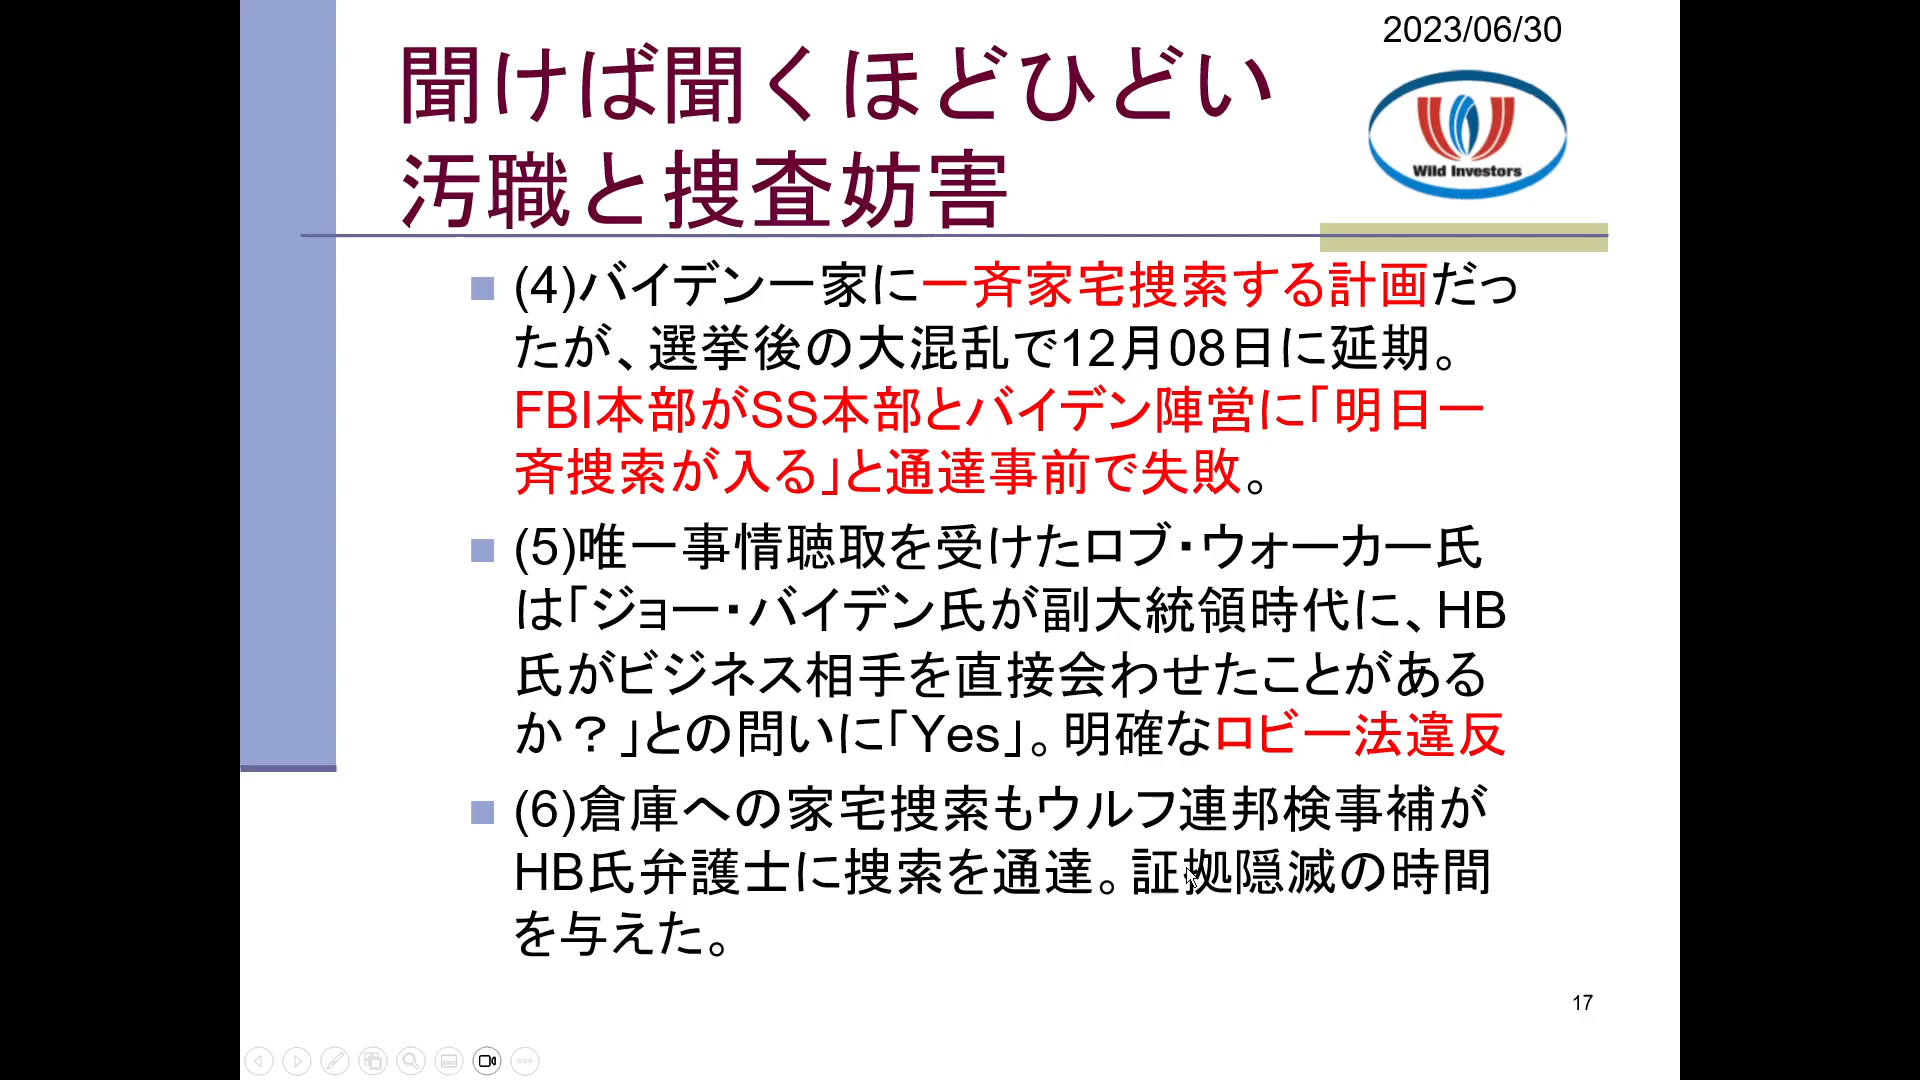 2023/06/30
聞けば聞くほどひどい
汚職と捜査妨害
Wild Investors
(4)バイデン一家に一斉家宅捜索する計画だっ
たが、選挙後の大混乱で12月08日に延期。
FBI本部がSS本部とバイデン陣営に「明日一
斉捜索が入る」と通達事前で失敗。
(5)唯一事情聴取を受けたロブ・ウォーカー氏
は「ジョー・バイデン氏が副大統領時代に、HB
氏がビジネス相手を直接会わせたことがある
か？」との問いに「Yes」。明確なロビー法違反
(6)倉庫への家宅捜索もウルフ連邦検事補が
HB氏弁護士に捜索を通達。証拠隠滅の時間
を与えた。
17